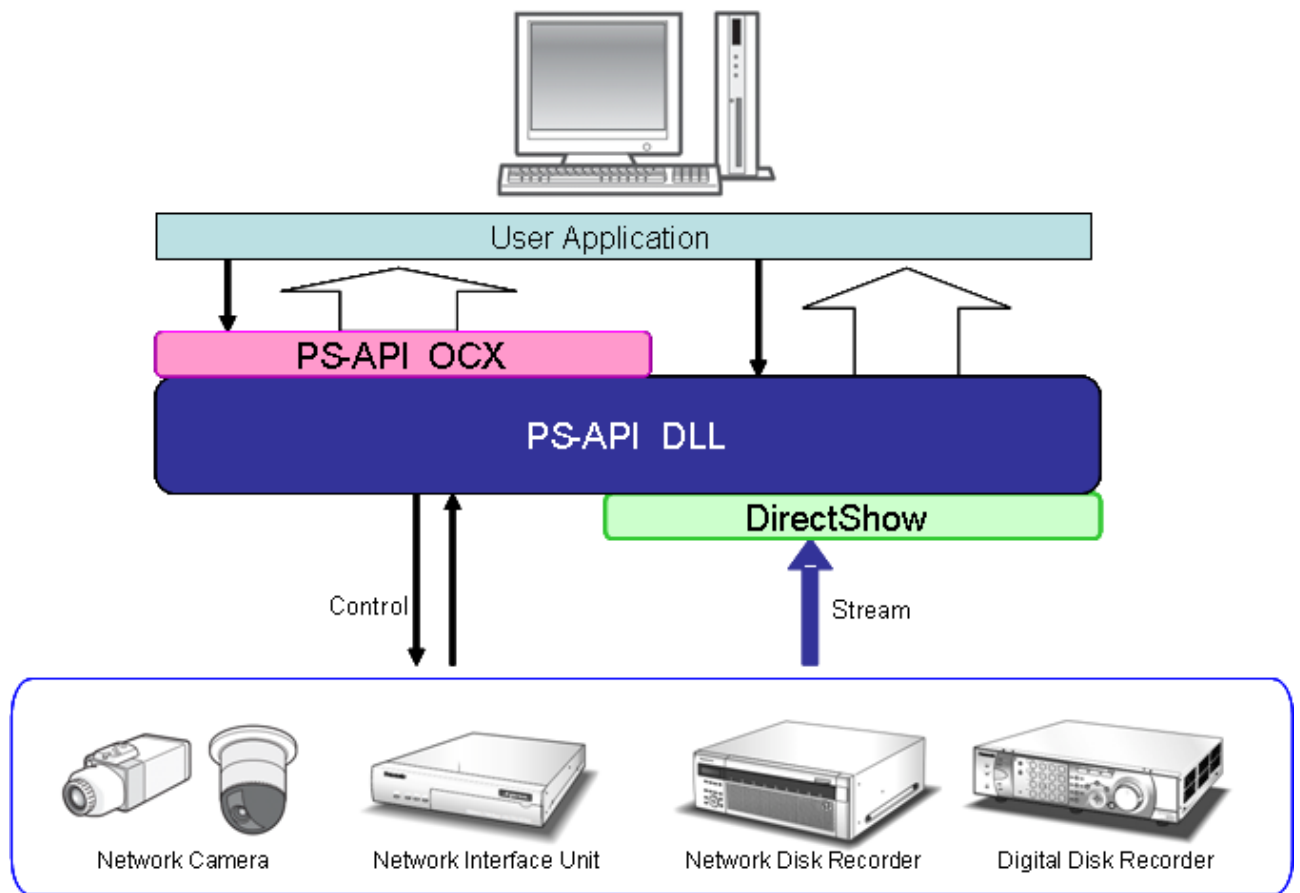 User Application
PS-API OCX
PS-API DLL
DirectShow
Control
Stream
Network Camera
Network Interface Unit
Network Disk Recorder
Digital Disk Recorder